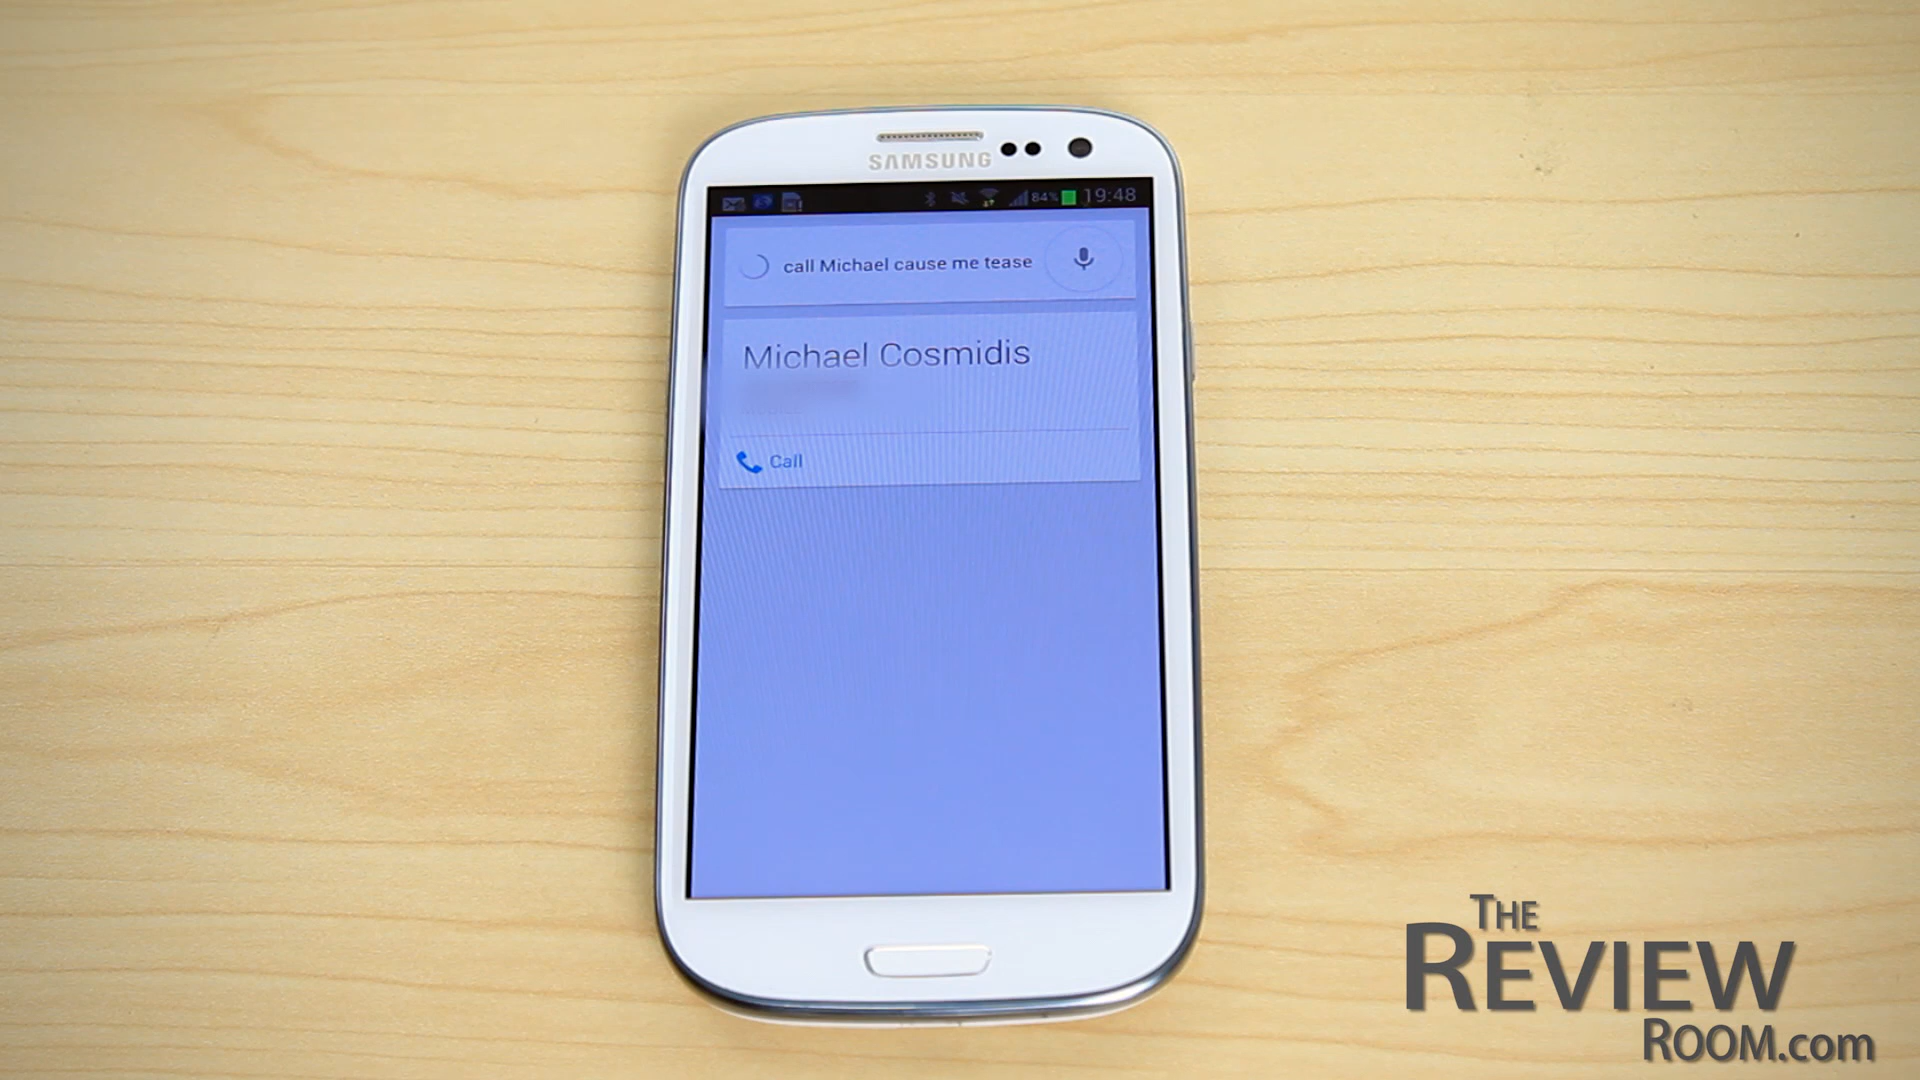 SAMSUNG
84% 19:48
call Michael cause me tease
Michael Cosmidis
Call
THE
REVIEW
ROOM.com